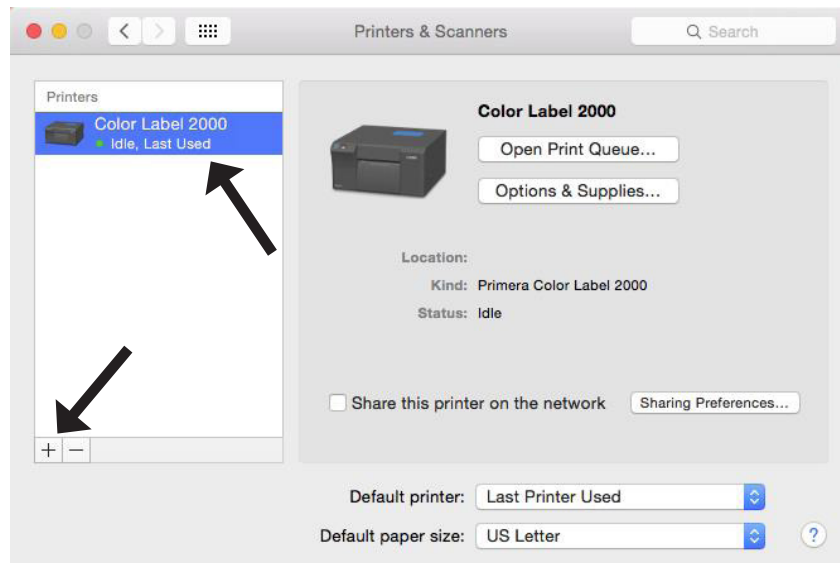 Printers & Scanners
Search
Printers
Color Label 2000
Idle, Last Used
+ −
Color Label 2000
Open Print Queue...
Options & Supplies...
Location:
Kind: Primera Color Label 2000
Status: Idle
Share this printer on the network
Sharing Preferences...
Default printer: Last Printer Used
Default paper size: US Letter
?